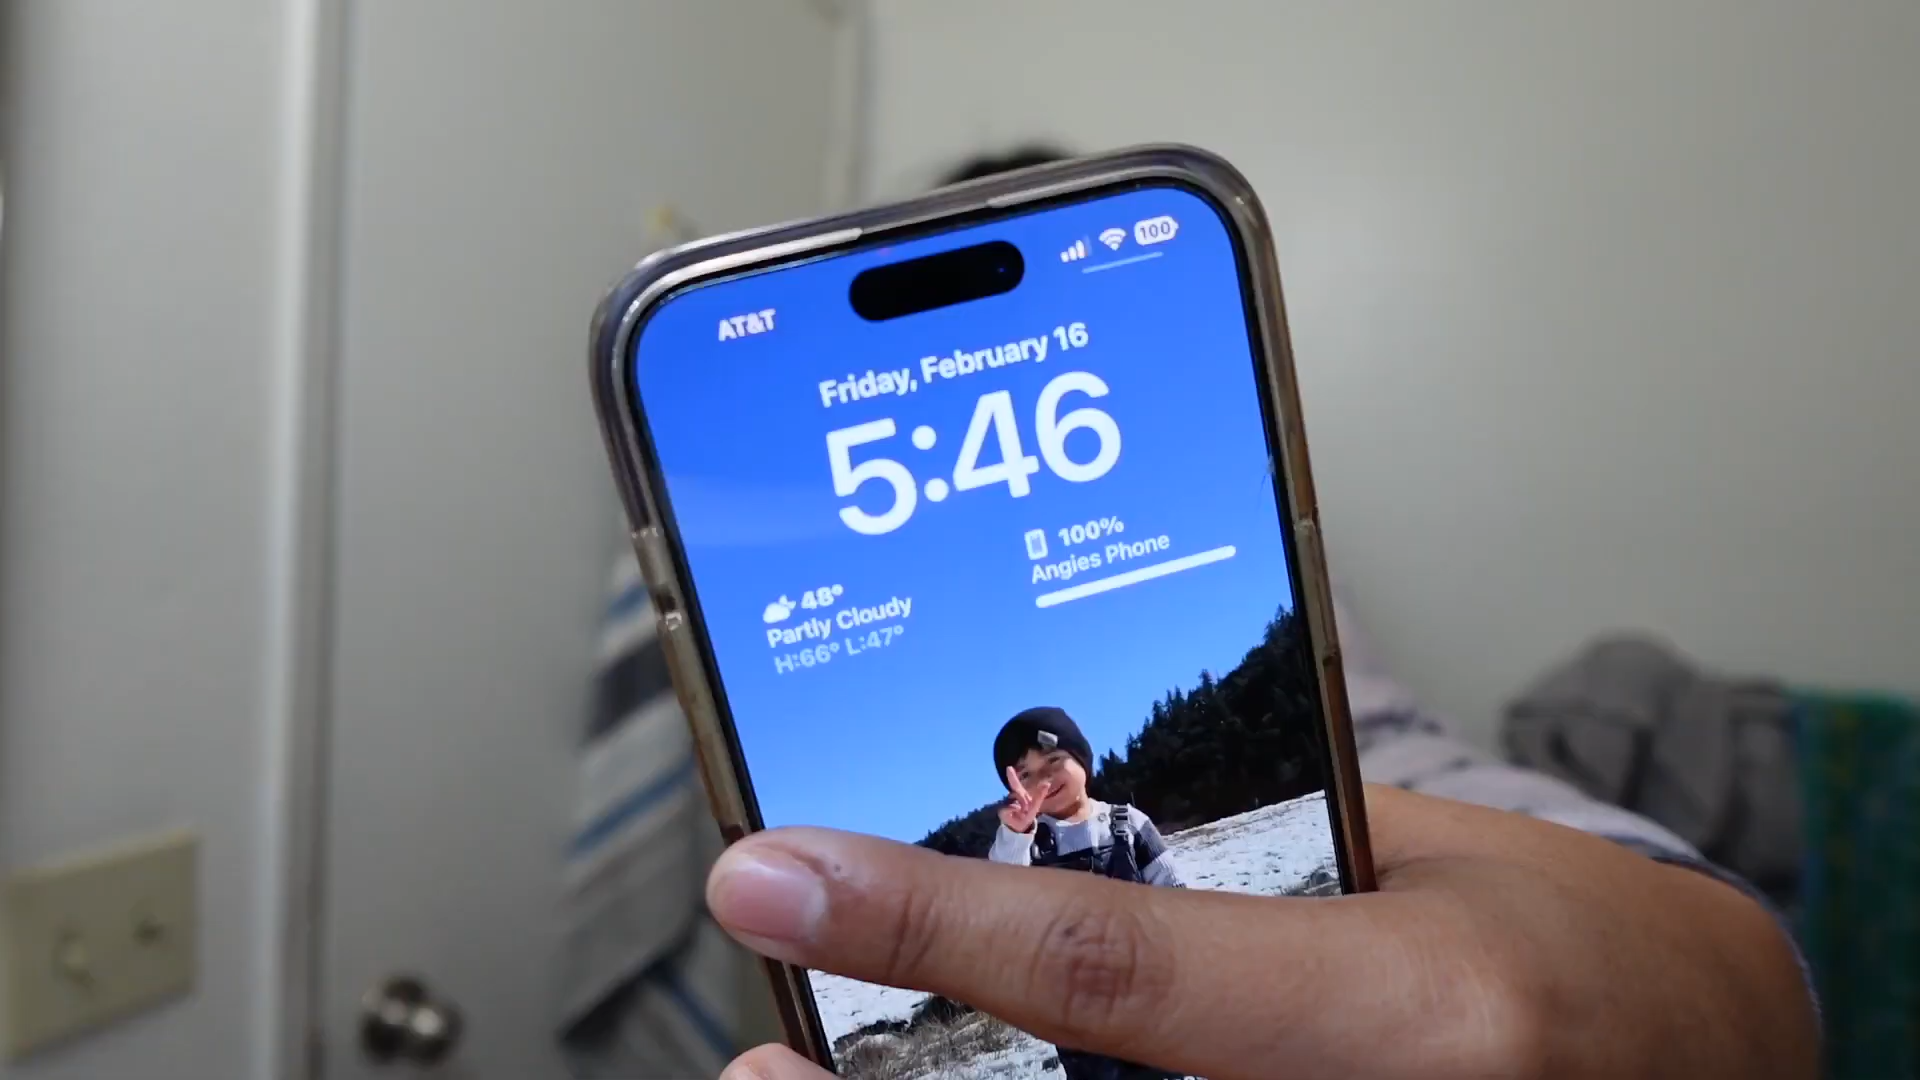 AT&T
100
Friday, February 16
5:46
48°
Partly Cloudy
H:66° L:47°
100%
Angies Phone